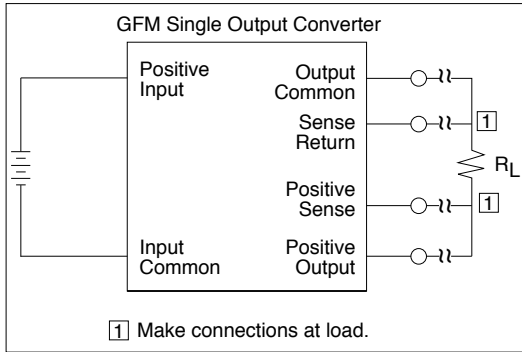 GFM Single Output Converter
Positive
Input
Output
Common
Sense
Return
1
RL
Positive
Sense
1
Input
Common
Positive
Output
1 Make connections at load.